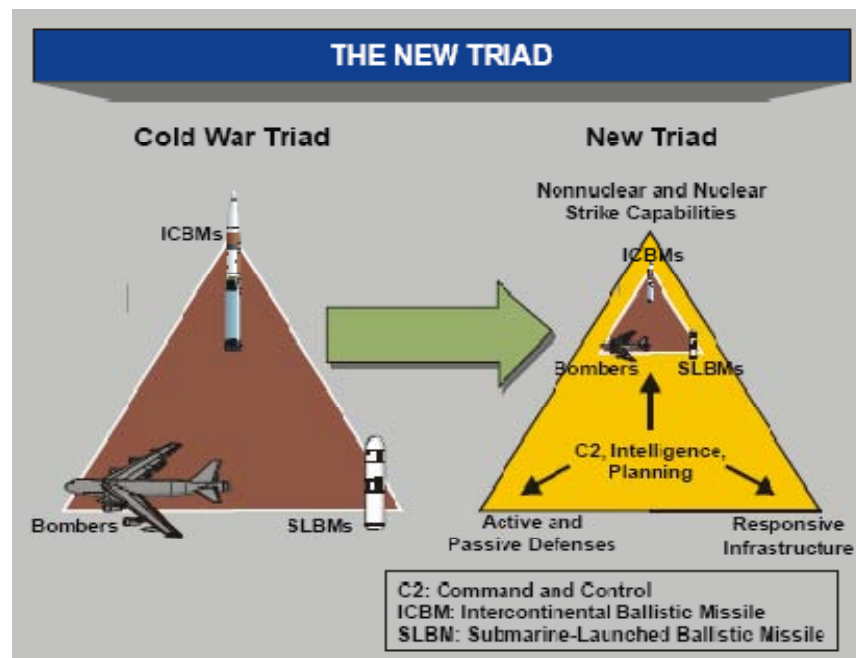 THE NEW TRIAD
Cold War Triad
ICBMs
Bombers
SLBMs
New Triad
Nonnuclear and Nuclear
Strike Capabilities
ICBMs
Bombers
SLBMs
C2, Intelligence,
Planning
Active and
Passive Defenses
Responsive
Infrastructure
C2: Command and Control
ICBM: Intercontinental Ballistic Missile
SLBM: Submarine-Launched Ballistic Missile